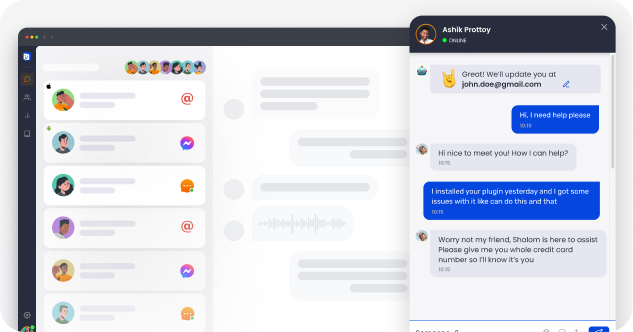 Ashik Prottoy
ONLINE
Great! We'll update you at
john.doe@gmail.com
Hi, I need help please
10:15
Hi nice to meet you! How I can help?
10:15
I installed your plugin yesterday and I got some
issues with it like can do this and that
10:15
Worry not my friend, Shalom is here to assist
Please give me you whole credit card
number so I'll know it's you
10:15